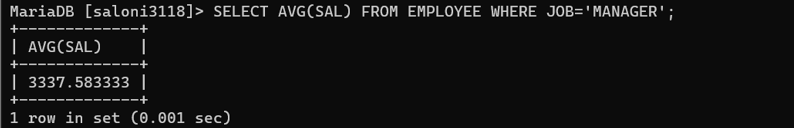 MariaDB [saloni3118]> SELECT AVG(SAL) FROM EMPLOYEE WHERE JOB='MANAGER';
+-------------+
| AVG(SAL)    |
+-------------+
| 3337.583333 |
+-------------+
1 row in set (0.001 sec)